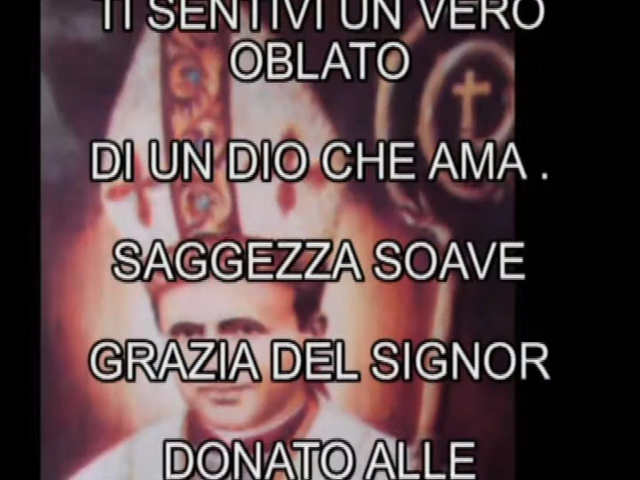 TI SENTIVI UN VERO
OBLATO
DI UN DIO CHE AMA .
SAGGEZZA SOAVE
GRAZIA DEL SIGNOR
DONATO ALLE